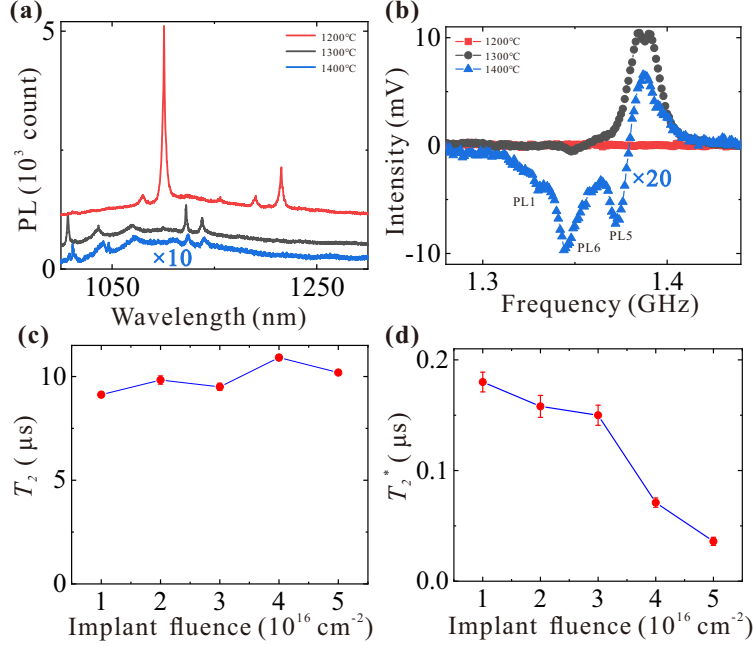 (a)
5
1200℃
1300℃
1400℃
PL (10³ count)
×10
0
1050
1250
Wavelength (nm)
(b)
10
1200℃
1300℃
1400℃
Intensity (mV)
0
×20
PL1
PL6
PL5
-10
1.3
1.4
Frequency (GHz)
(c)
10
T₂ ( μs)
5
0
1 2 3 4 5
Implant fluence (10¹⁶ cm⁻²)
(d)
0.2
T₂* ( μs)
0.1
0.0
1 2 3 4 5
Implant fluence (10¹⁶ cm⁻²)